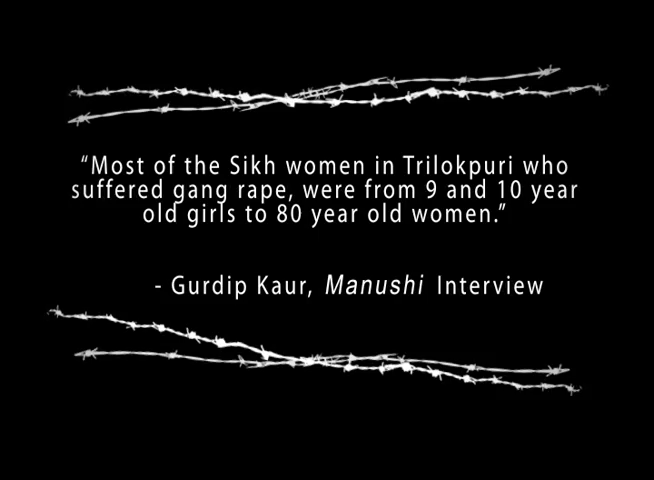 “Most of the Sikh women in Trilokpuri who
suffered gang rape, were from 9 and 10 year
old girls to 80 year old women.”
- Gurdip Kaur, Manushi Interview